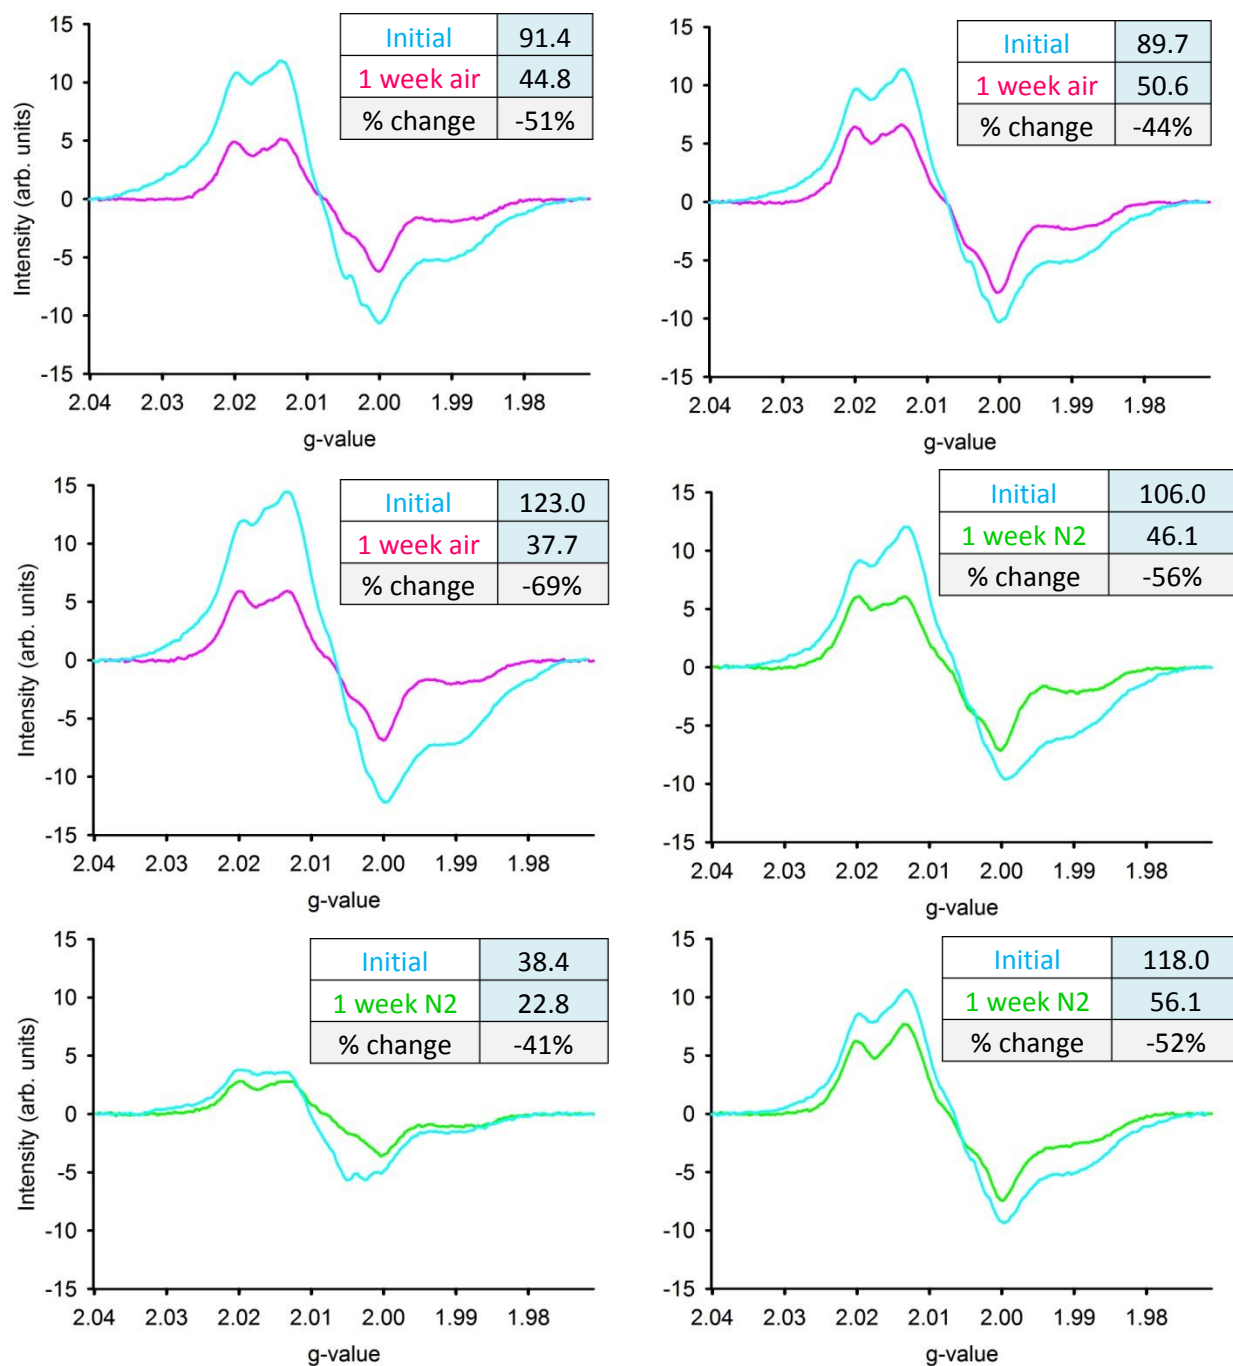 15
10
5
0
-5
-10
-15
Intensity (arb. units)
2.04 2.03 2.02 2.01 2.00 1.99 1.98
g-value
Initial 91.4
1 week air 44.8
% change -51%
15
10
5
0
-5
-10
-15
2.04 2.03 2.02 2.01 2.00 1.99 1.98
g-value
Initial 89.7
1 week air 50.6
% change -44%
15
10
5
0
-5
-10
-15
Intensity (arb. units)
2.04 2.03 2.02 2.01 2.00 1.99 1.98
g-value
Initial 123.0
1 week air 37.7
% change -69%
15
10
5
0
-5
-10
-15
2.04 2.03 2.02 2.01 2.00 1.99 1.98
g-value
Initial 106.0
1 week N2 46.1
% change -56%
15
10
5
0
-5
-10
-15
Intensity (arb. units)
2.04 2.03 2.02 2.01 2.00 1.99 1.98
g-value
Initial 38.4
1 week N2 22.8
% change -41%
15
10
5
0
-5
-10
-15
2.04 2.03 2.02 2.01 2.00 1.99 1.98
g-value
Initial 118.0
1 week N2 56.1
% change -52%